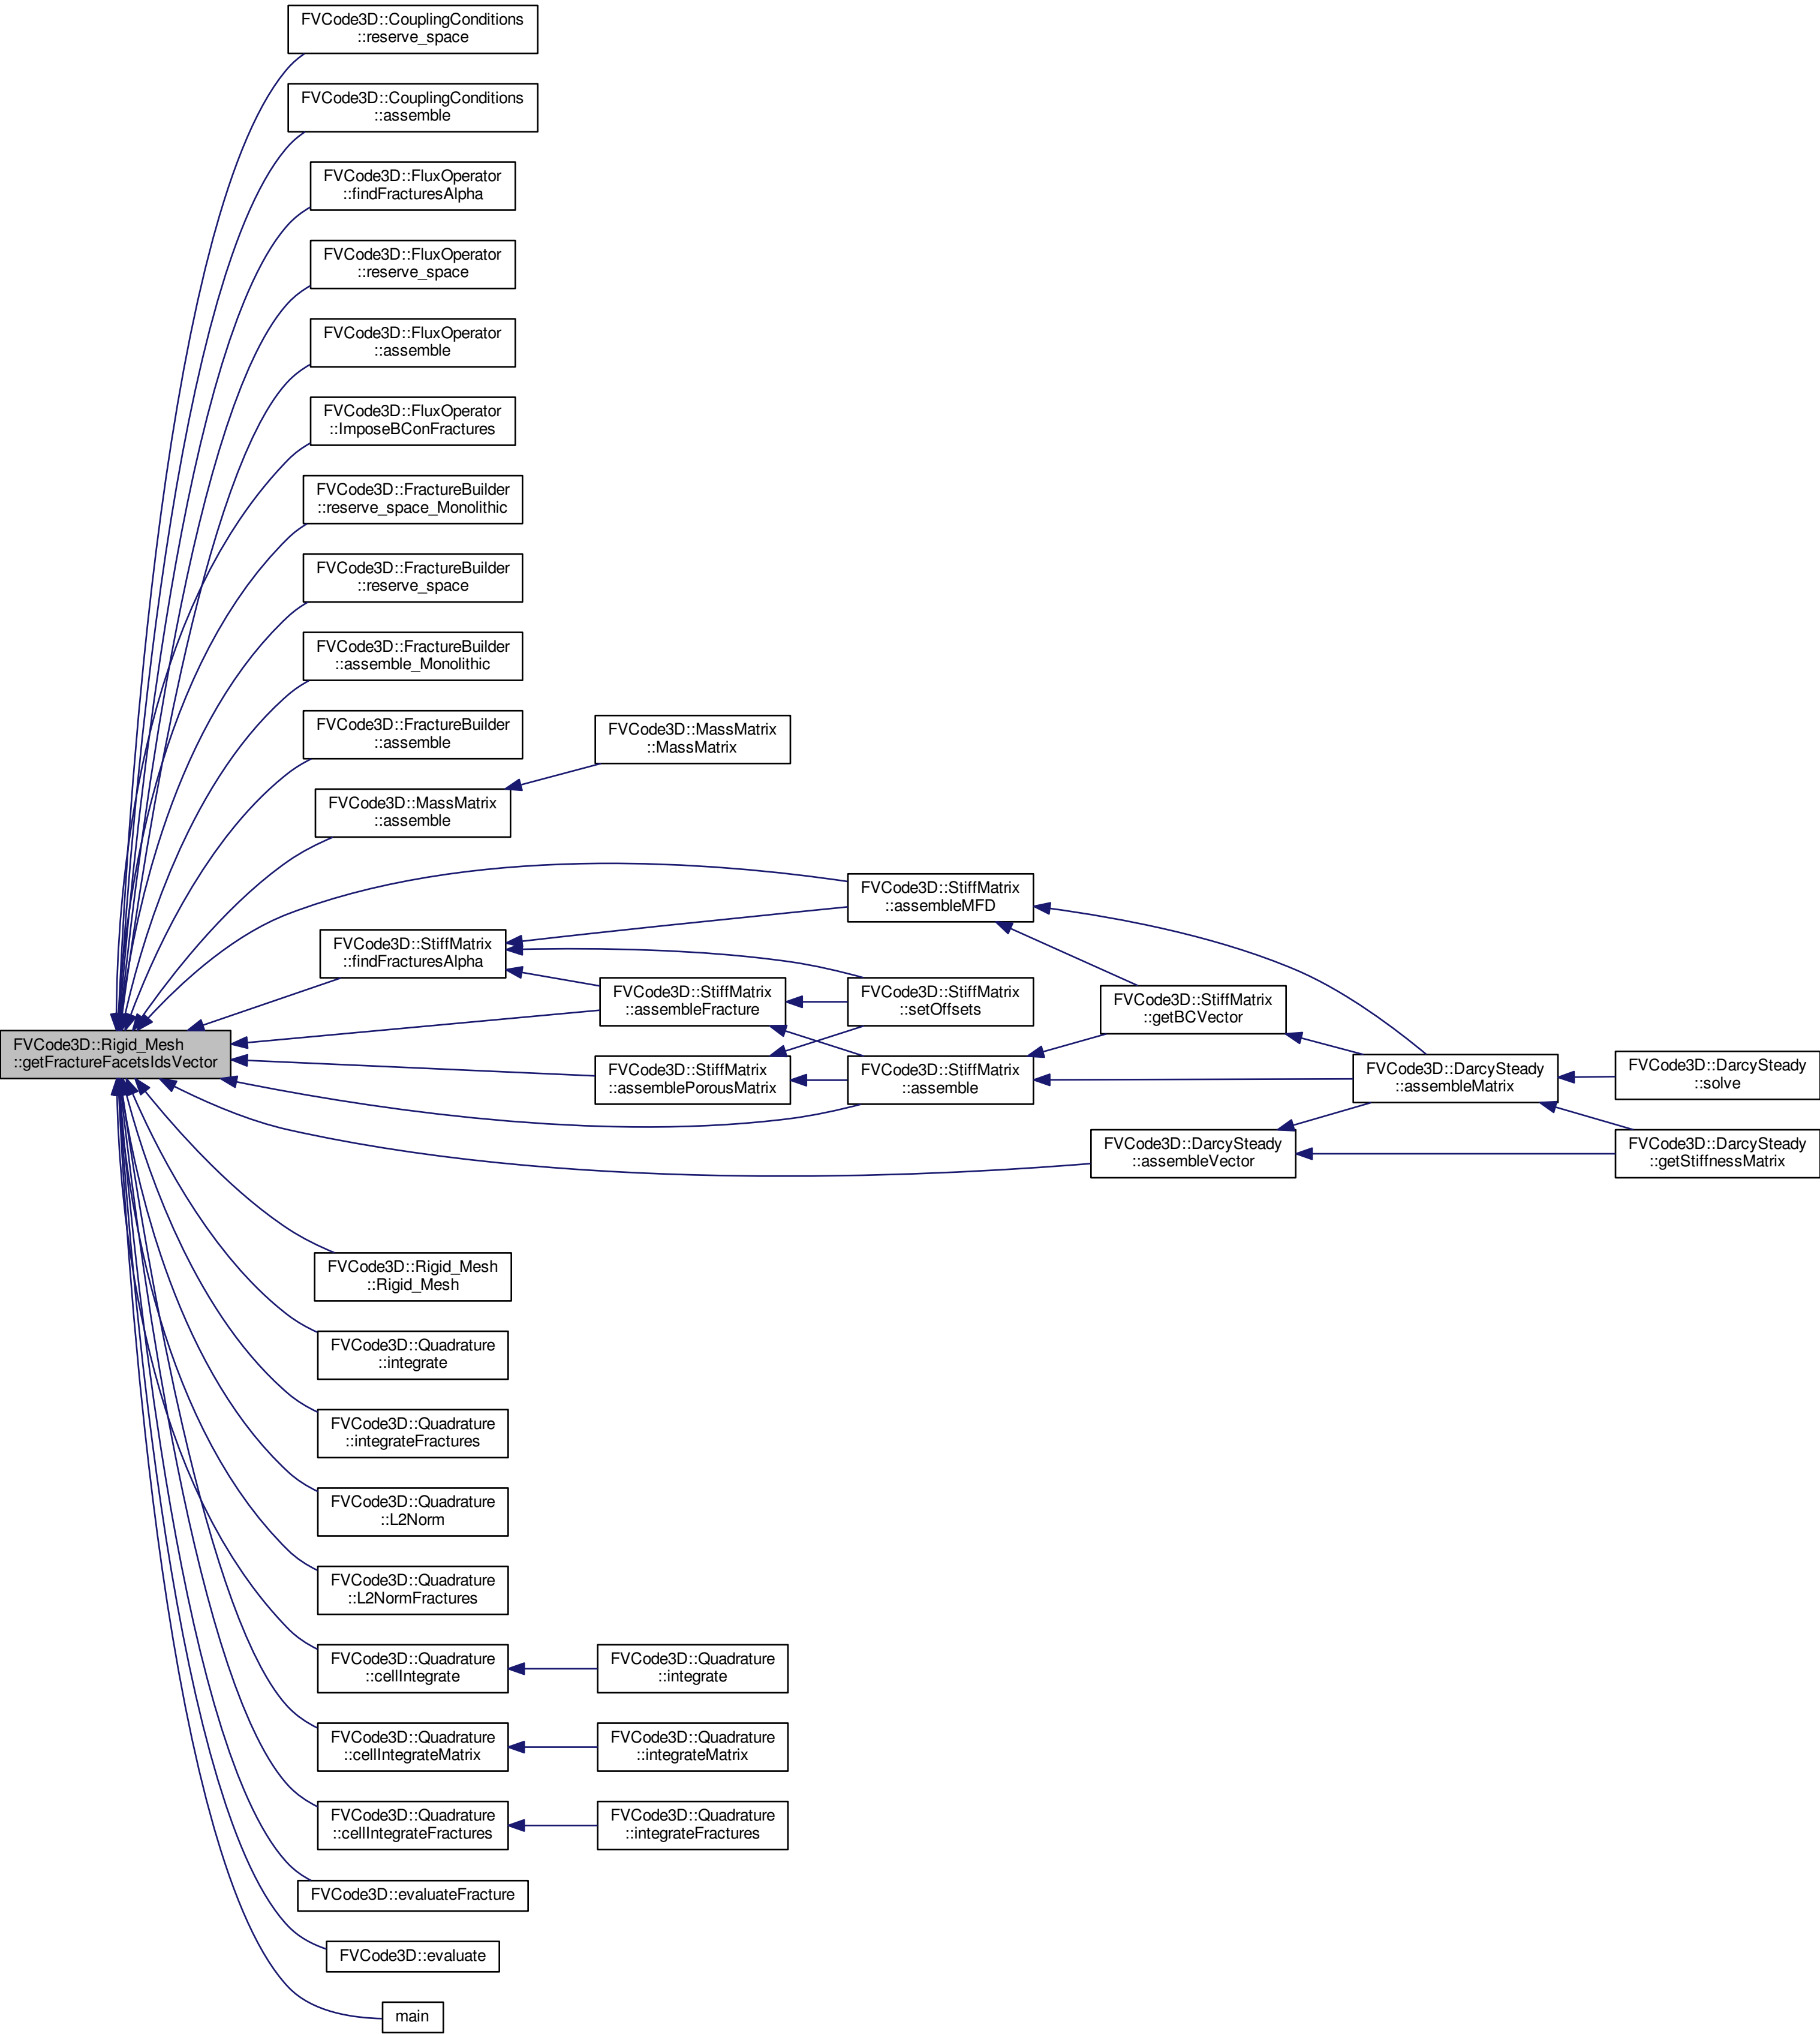 FVCode3D::CouplingConditions
::reserve_space
FVCode3D::CouplingConditions
::assemble
FVCode3D::FluxOperator
::findFracturesAlpha
FVCode3D::FluxOperator
::reserve_space
FVCode3D::FluxOperator
::assemble
FVCode3D::FluxOperator
::ImposeBConFractures
FVCode3D::FractureBuilder
::reserve_space_Monolithic
FVCode3D::FractureBuilder
::reserve_space
FVCode3D::FractureBuilder
::assemble_Monolithic
FVCode3D::FractureBuilder
::assemble
FVCode3D::MassMatrix
::MassMatrix
FVCode3D::MassMatrix
::assemble
FVCode3D::StiffMatrix
::assembleMFD
FVCode3D::StiffMatrix
::findFracturesAlpha
FVCode3D::StiffMatrix
::assembleFracture
FVCode3D::StiffMatrix
::setOffsets
FVCode3D::StiffMatrix
::getBCVector
FVCode3D::Rigid_Mesh
::getFractureFacetsIdsVector
FVCode3D::StiffMatrix
::assemblePorousMatrix
FVCode3D::StiffMatrix
::assemble
FVCode3D::DarcySteady
::assembleMatrix
FVCode3D::DarcySteady
::solve
FVCode3D::DarcySteady
::assembleVector
FVCode3D::DarcySteady
::getStiffnessMatrix
FVCode3D::Rigid_Mesh
::Rigid_Mesh
FVCode3D::Quadrature
::integrate
FVCode3D::Quadrature
::integrateFractures
FVCode3D::Quadrature
::L2Norm
FVCode3D::Quadrature
::L2NormFractures
FVCode3D::Quadrature
::cellIntegrate
FVCode3D::Quadrature
::integrate
FVCode3D::Quadrature
::cellIntegrateMatrix
FVCode3D::Quadrature
::integrateMatrix
FVCode3D::Quadrature
::cellIntegrateFractures
FVCode3D::Quadrature
::integrateFractures
FVCode3D::evaluateFracture
FVCode3D::evaluate
main